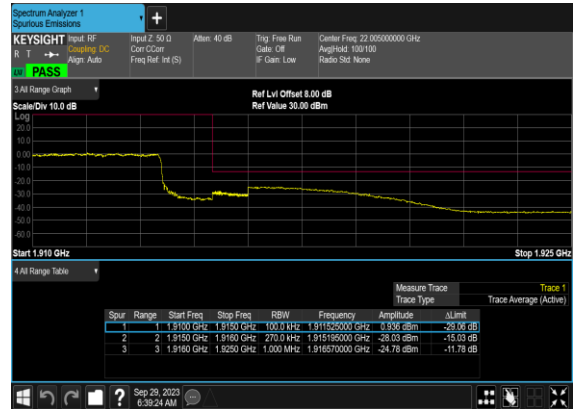 Spectrum Analyzer 1
Spurious Emissions
+
KEYSIGHT Input: RF Input Z: 50 Ω Atten: 40 dB Trig: Free Run Center Freq: 22.005000000 GHz
R T Coupling: DC Corr CCorr Gate: Off Avg|Hold: 100/100
Align: Auto Freq Ref: Int (S) IF Gain: Low Radio Std: None
LW PASS
3 All Range Graph
Ref Lvl Offset 8.00 dB
Scale/Div 10.0 dB Ref Value 30.00 dBm
Log
20.0
10.0
0.00
-10.0
-20.0
-30.0
-40.0
-50.0
-60.0
Start 1.910 GHz Stop 1.925 GHz
4 All Range Table
Measure Trace Trace 1
Trace Type Trace Average (Active)
Spur Range Start Freq Stop Freq RBW Frequency Amplitude ΔLimit
1 1 1.9100 GHz 1.9150 GHz 100.0 kHz 1.911525000 GHz 0.936 dBm -29.06 dB
2 2 1.9150 GHz 1.9160 GHz 270.0 kHz 1.915195000 GHz -28.03 dBm -15.03 dB
3 3 1.9160 GHz 1.9250 GHz 1.000 MHz 1.916570000 GHz -24.78 dBm -11.78 dB
? Sep 29, 2023
6:39:24 AM